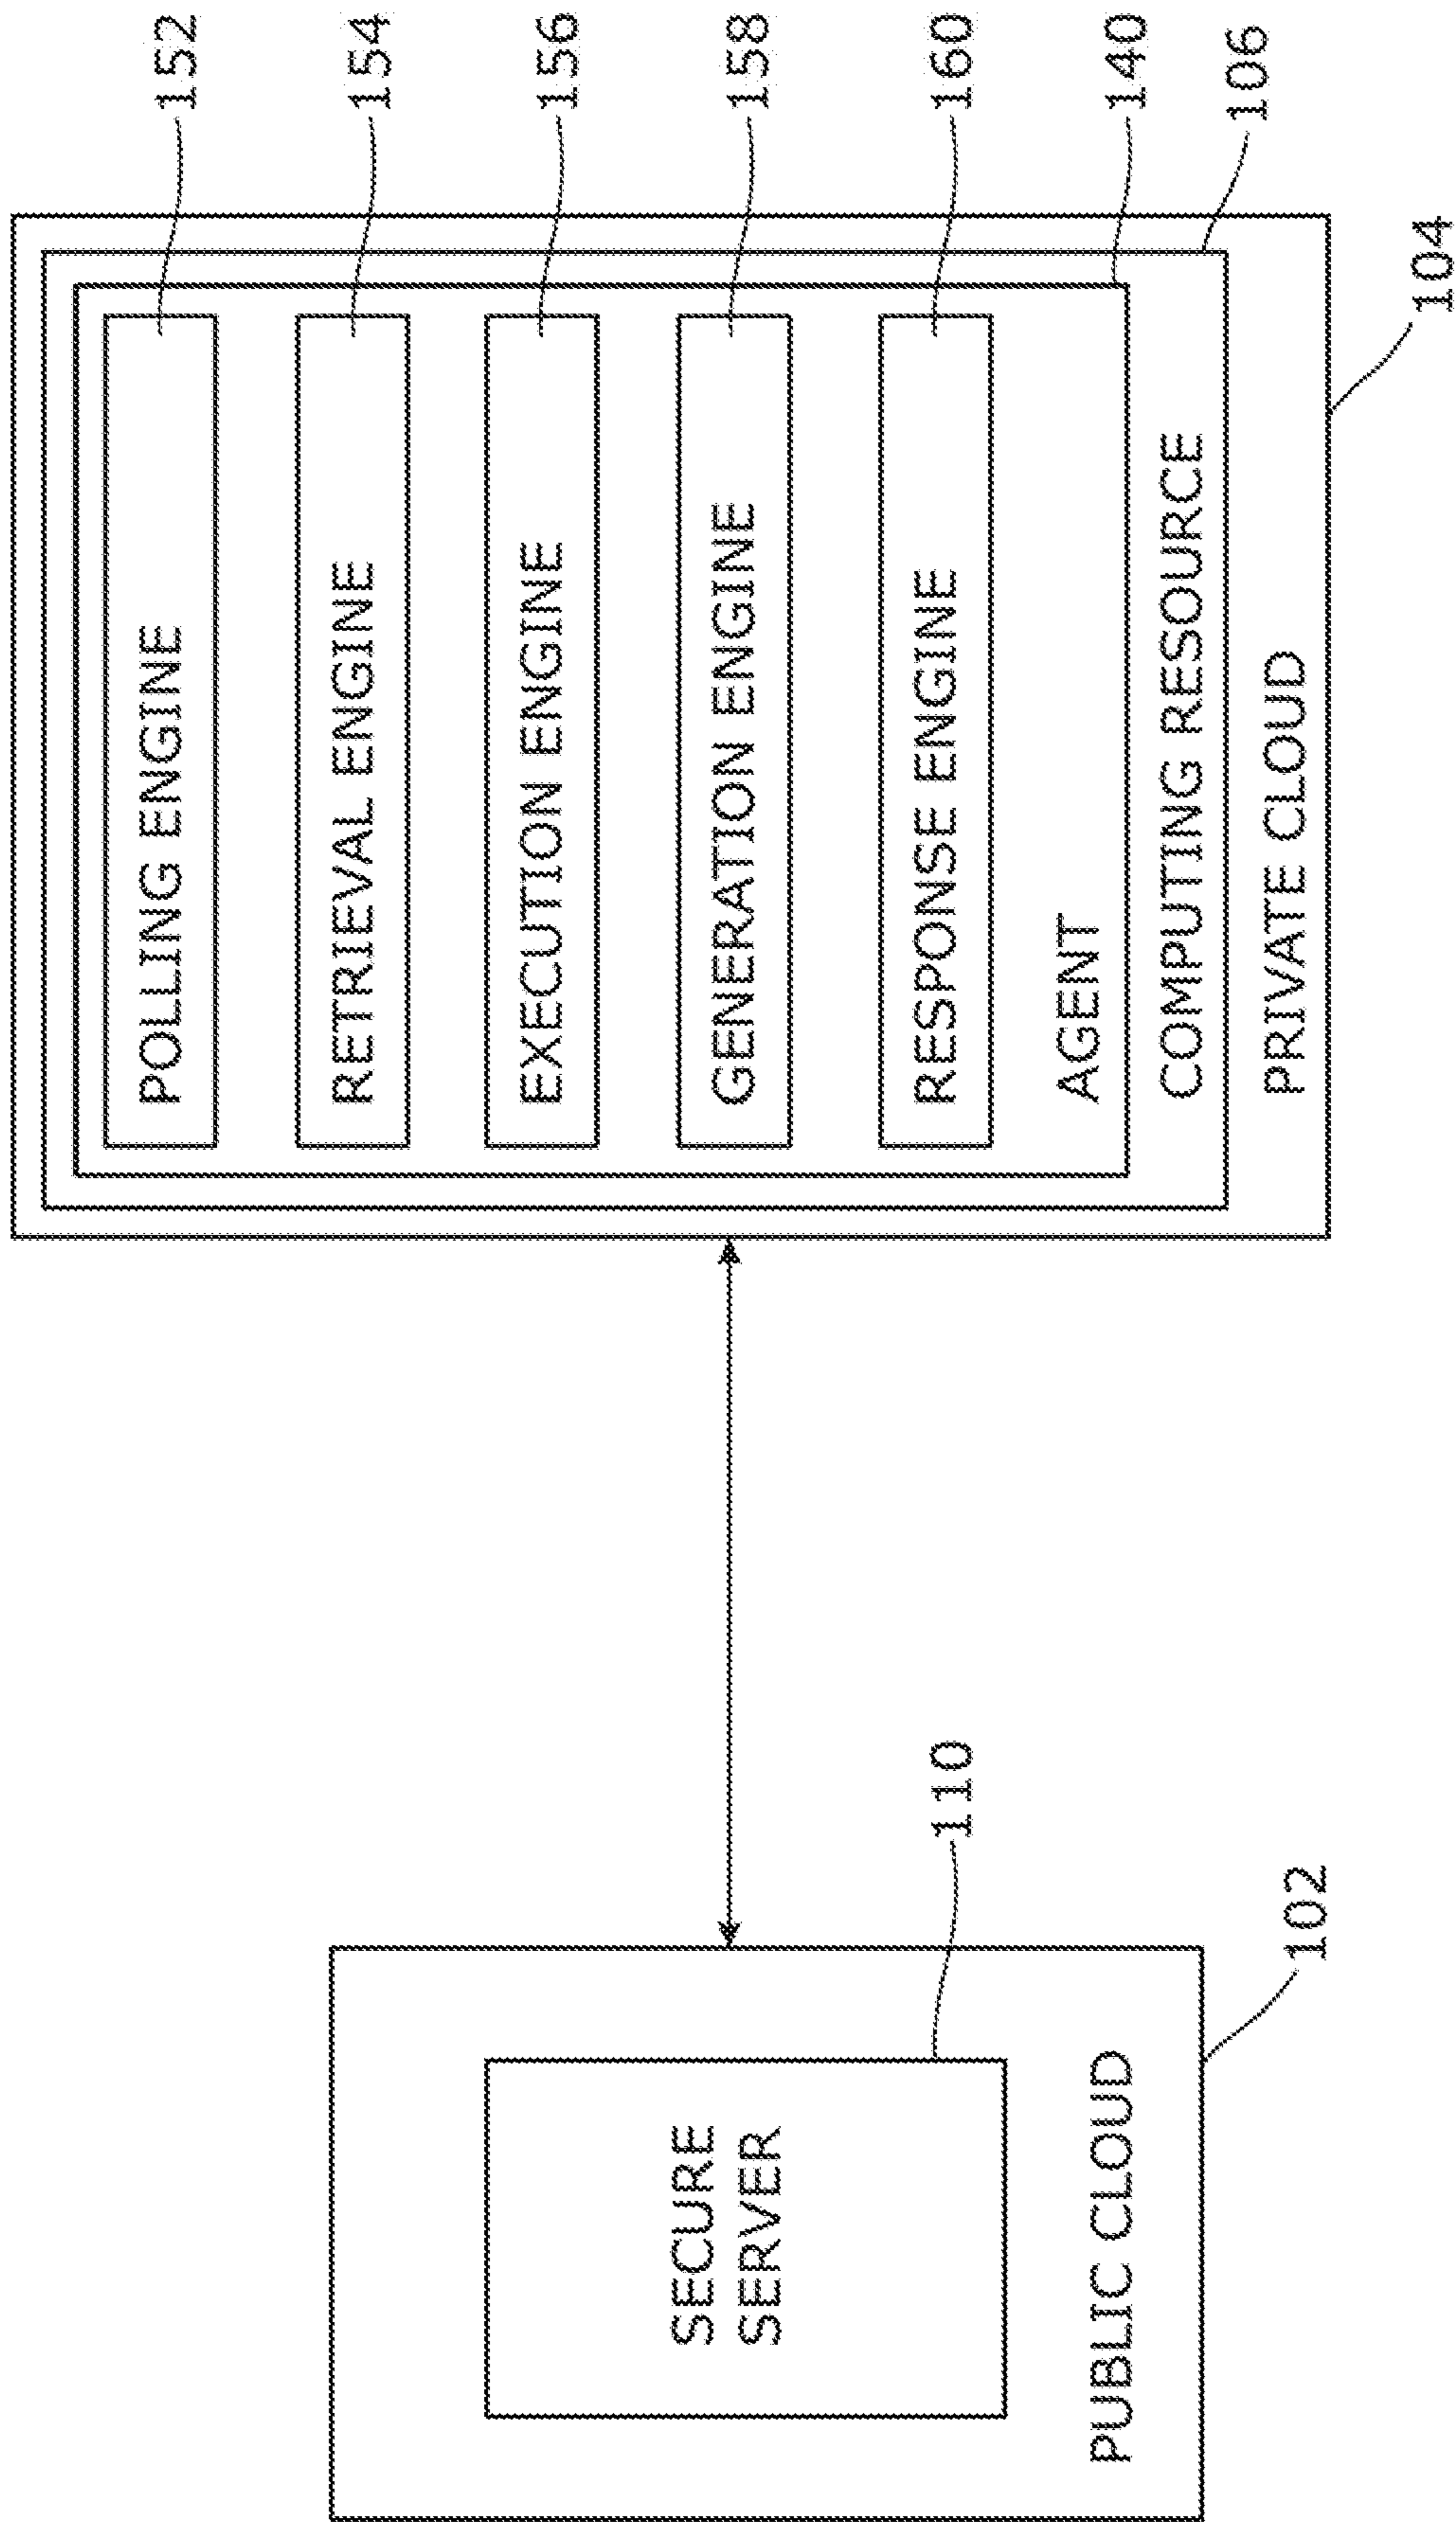 SECURE
SERVER
110
PUBLIC CLOUD
102
POLLING ENGINE
152
RETRIEVAL ENGINE
154
EXECUTION ENGINE
156
GENERATION ENGINE
158
RESPONSE ENGINE
160
AGENT
140
COMPUTING RESOURCE
106
PRIVATE CLOUD
104